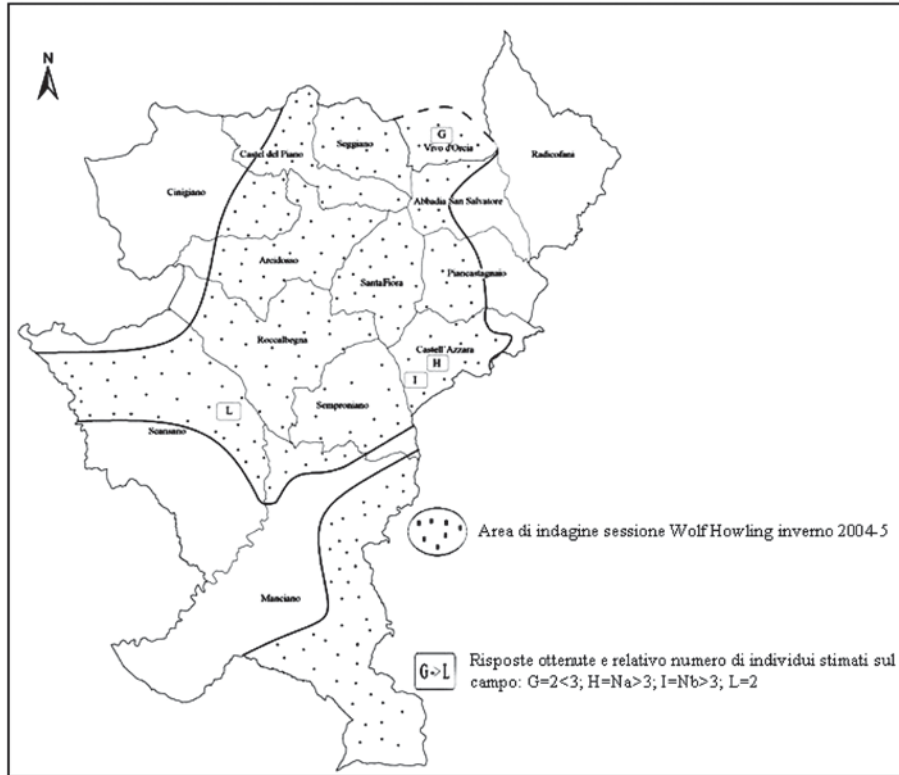 N
G
Vivo d'Orcia
Seggiano
Castel del Piano
Radicofani
Cinigiano
Abbadia San Salvatore
Arcidosso
SantaFiora
Piancastagnaio
Roccalbegna
Castell'Azzara
H
I
Semproniano
L
Scansano
Area di indagine sessione Wolf Howling inverno 2004-5
Manciano
G->L
Risposte ottenute e relativo numero di individui stimati sul
campo: G=2<3; H=Na>3; I=Nb>3; L=2